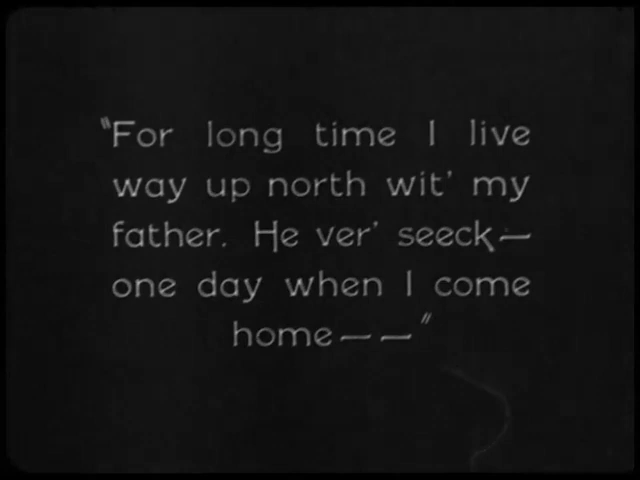 "For long time I live
way up north wit' my
father. He ver' seeck—
one day when I come
home— —"